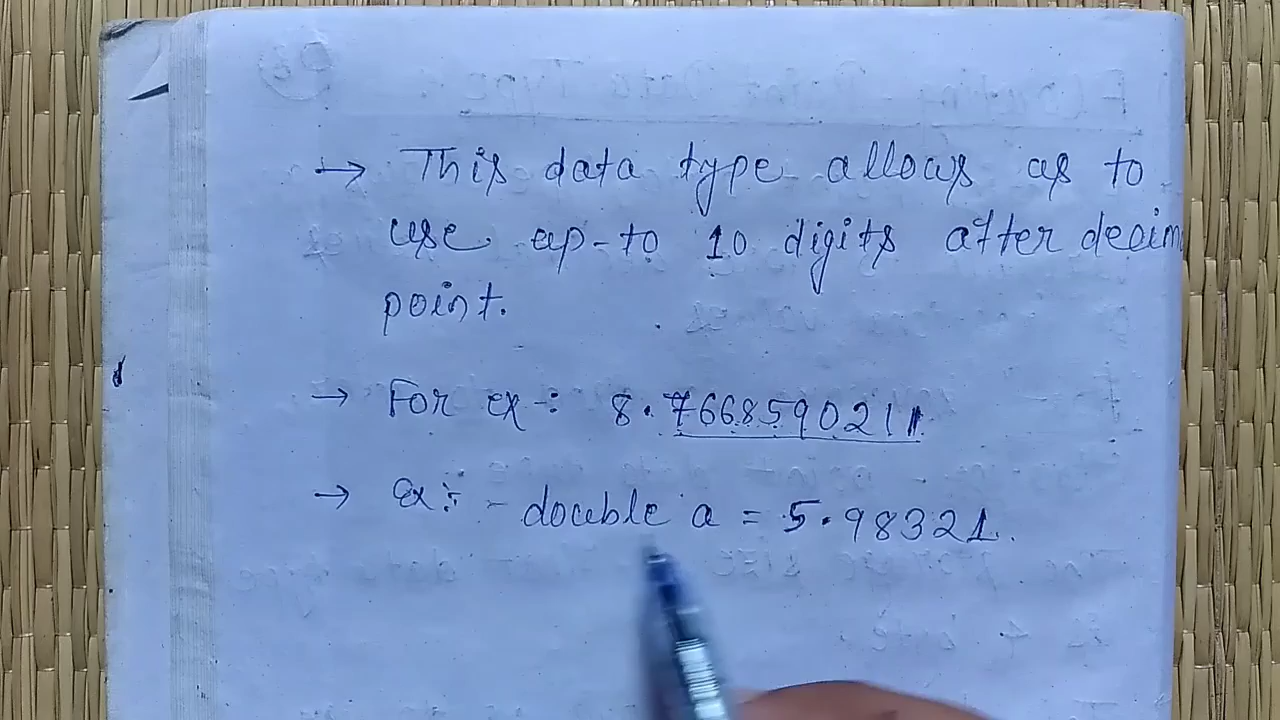 → This data type allows us to
use up-to 10 digits after decim
point.
→ For ex -: 8.7668590211
→ Ex :- - double a = 5.98321.